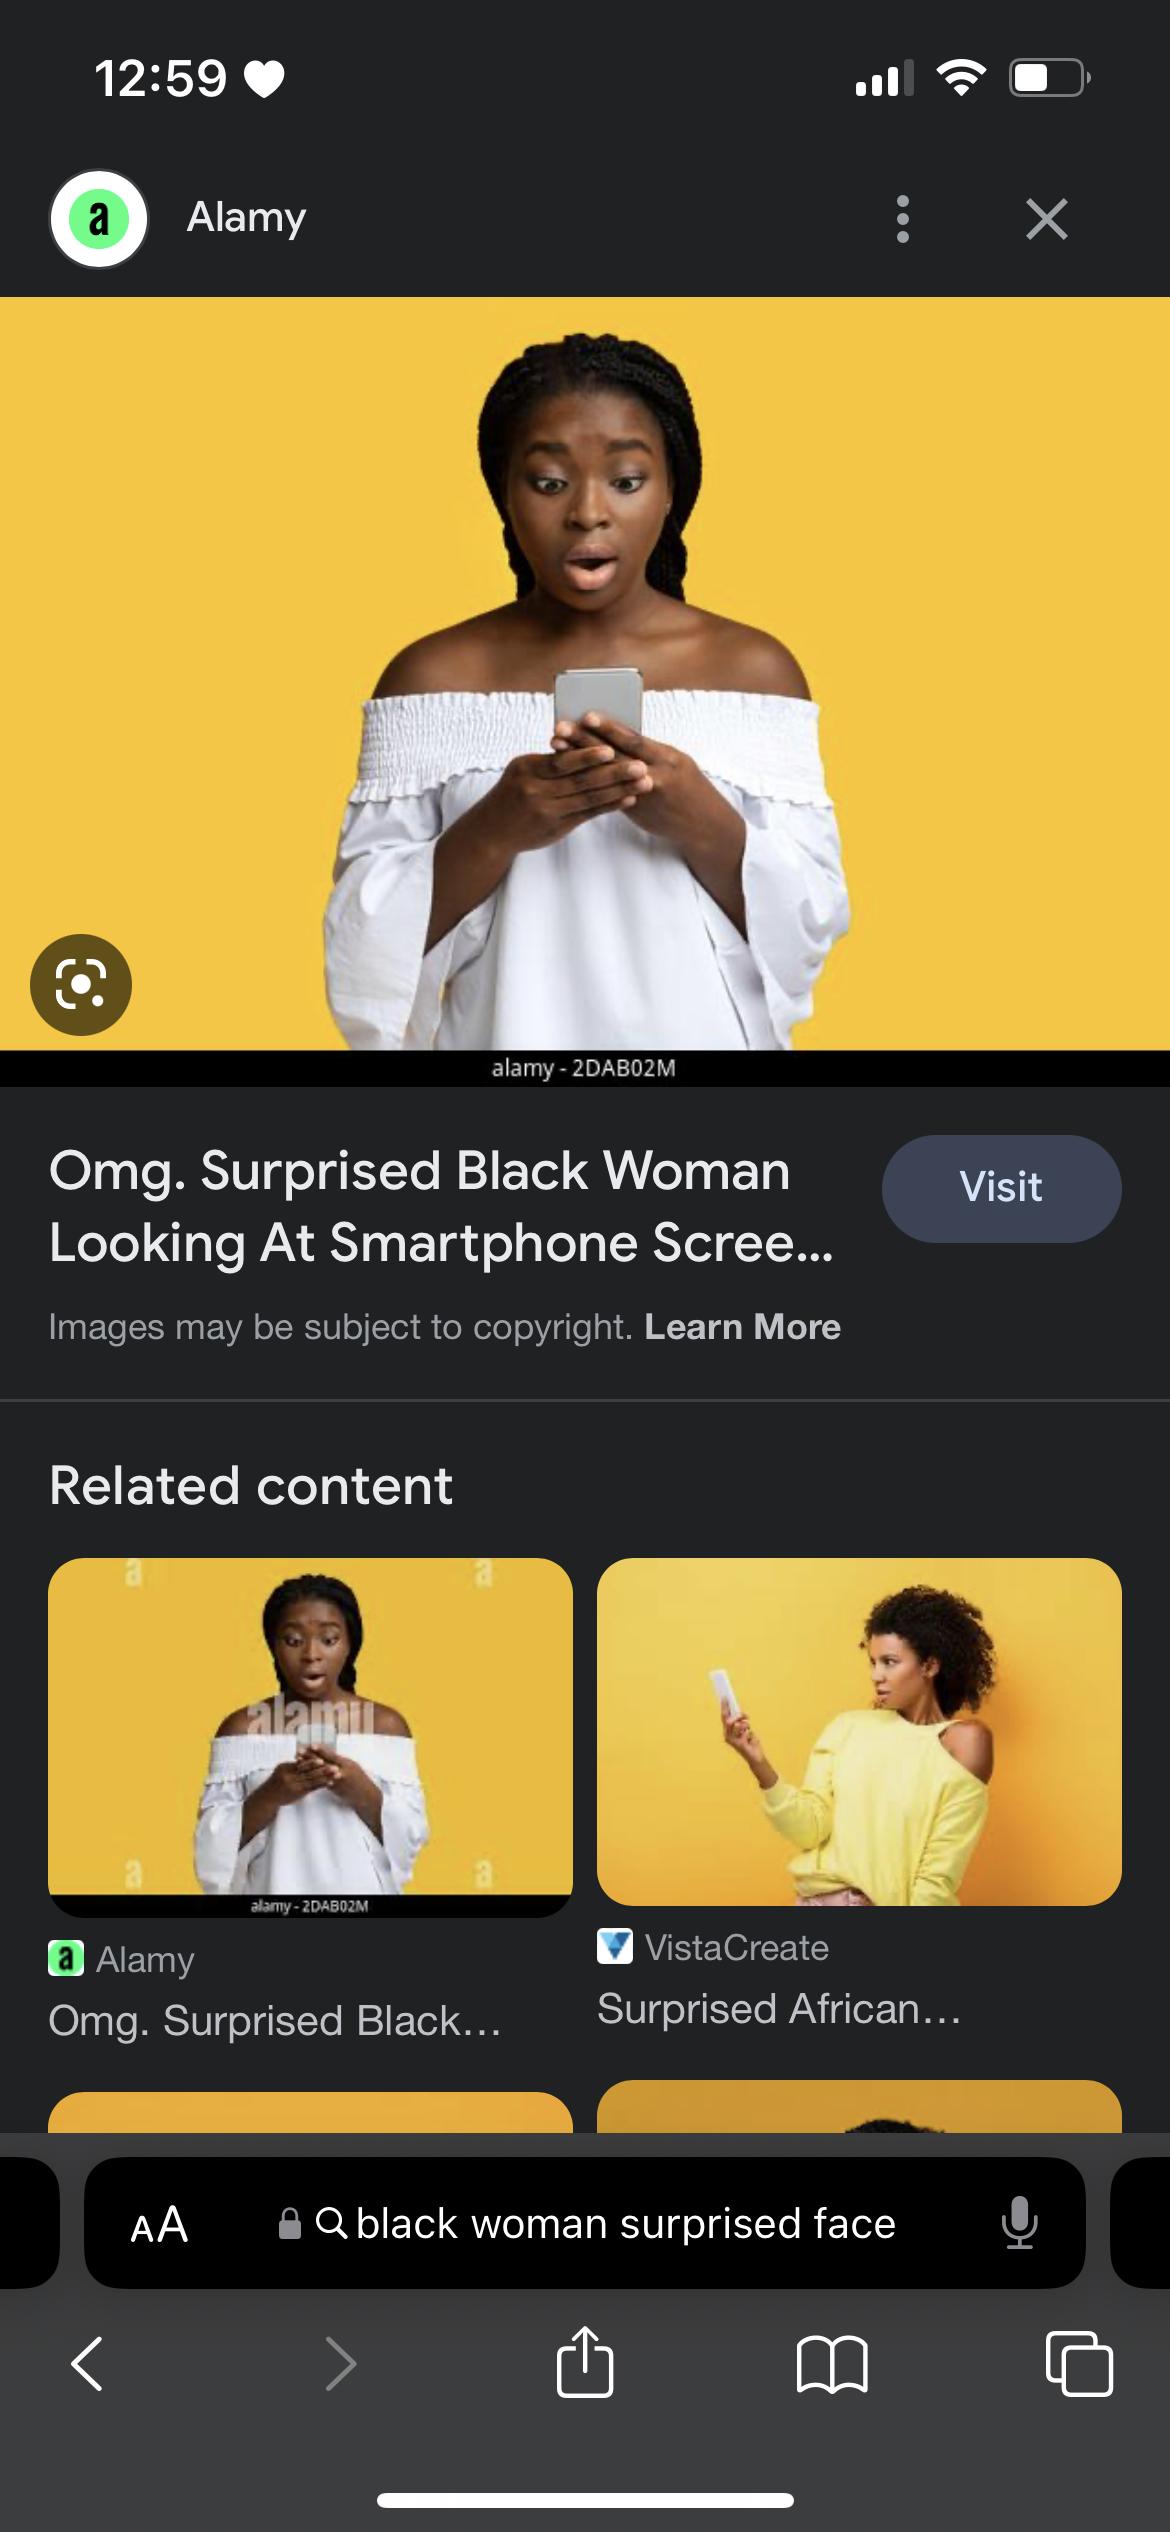 12:59
a Alamy
alamy - 2DAB02M
Omg. Surprised Black Woman
Looking At Smartphone Scree...
Visit
Images may be subject to copyright. Learn More
Related content
a a
alamy
a a
alamy - 2DAB02M
a Alamy
Omg. Surprised Black...
VistaCreate
Surprised African...
AA black woman surprised face